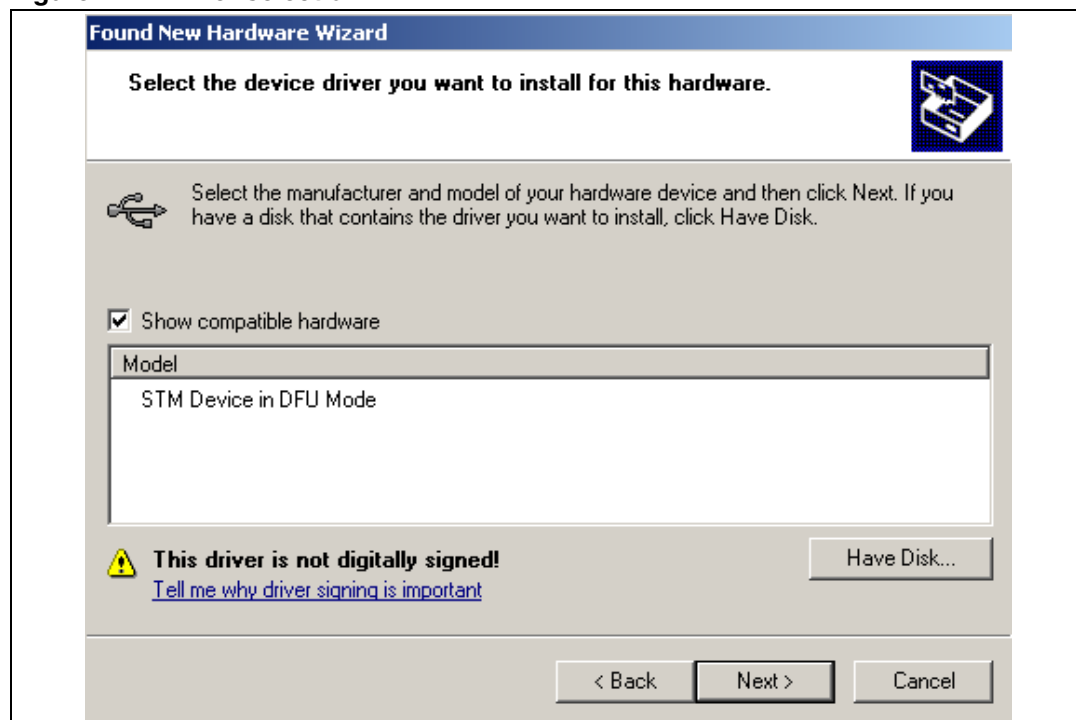 Found New Hardware Wizard
Select the device driver you want to install for this hardware.
Select the manufacturer and model of your hardware device and then click Next. If you
have a disk that contains the driver you want to install, click Have Disk.
Show compatible hardware
Model
STM Device in DFU Mode
This driver is not digitally signed!
Have Disk...
Tell me why driver signing is important
< Back
Next >
Cancel